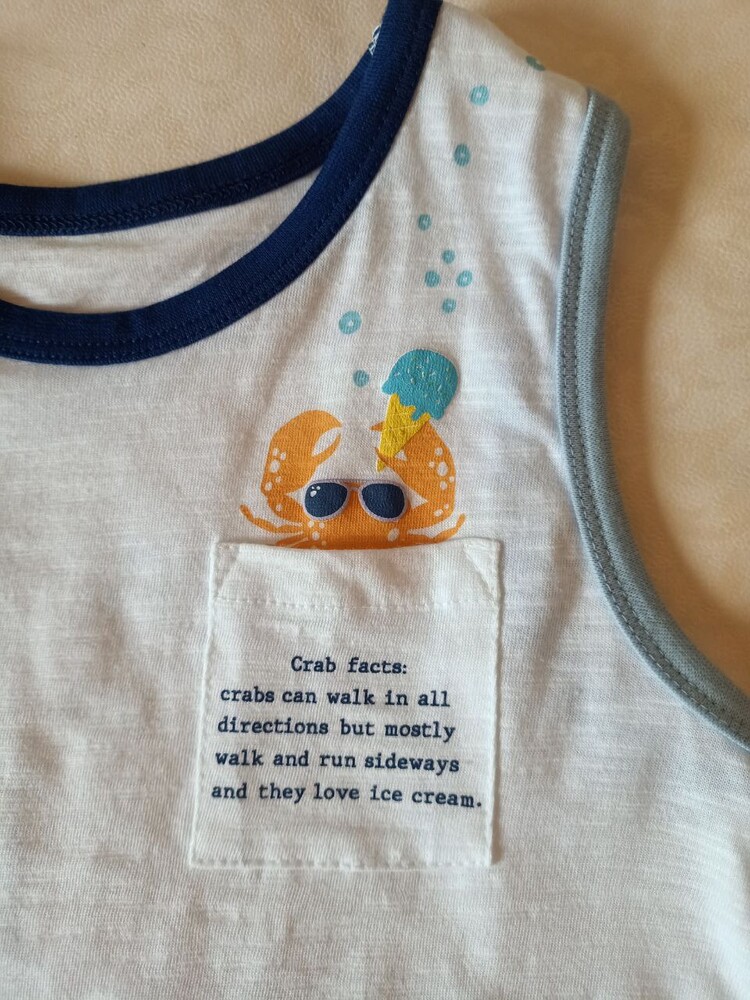 Crab facts:
crabs can walk in all
directions but mostly
walk and run sideways
and they love ice cream.